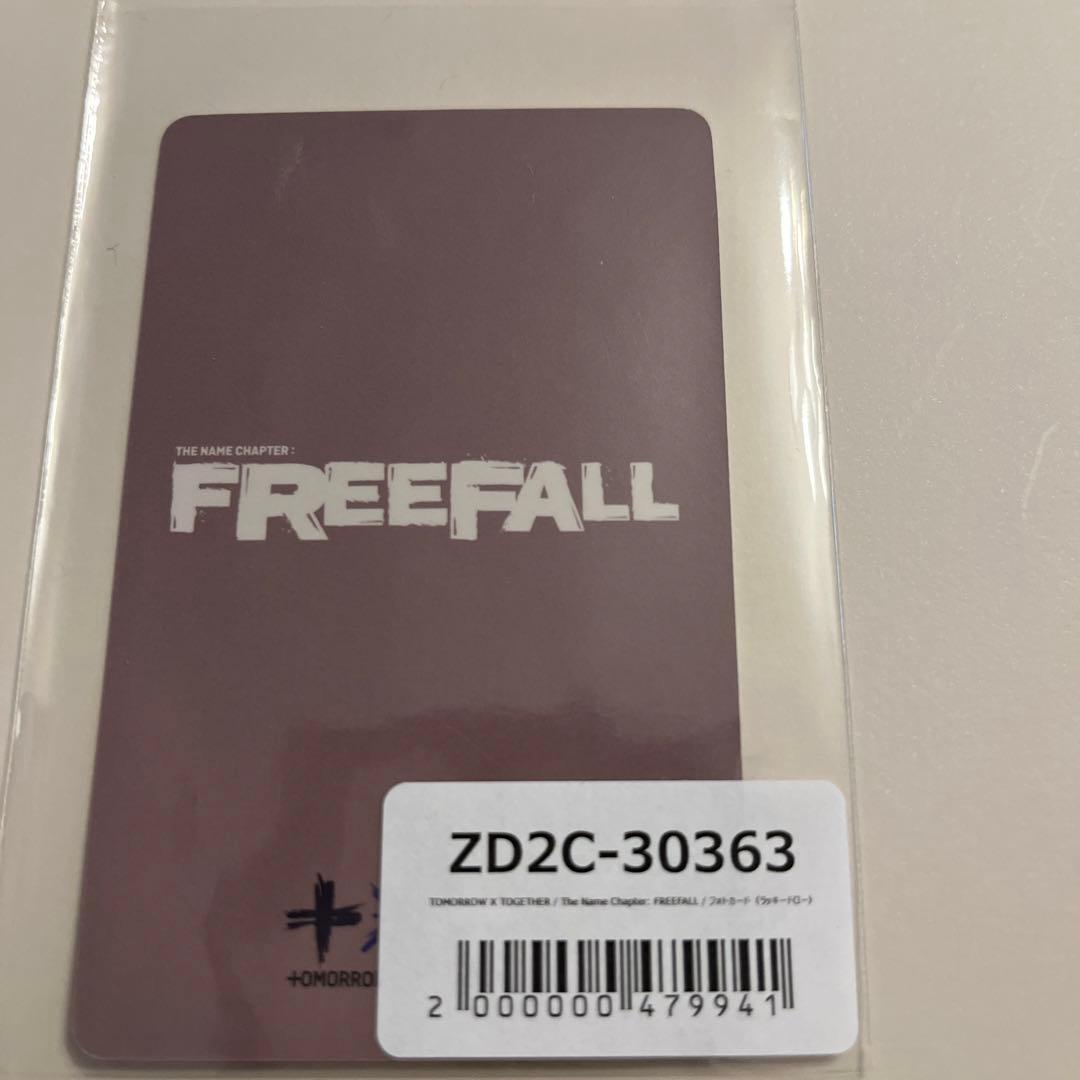 THE NAME CHAPTER :
FREEFALL
ZD2C-30363
TOMORROW X TOGETHER / The Name Chapter: FREEFALL / フォトカード (ラッキードロー)
2 000000 479941
+OMORRO